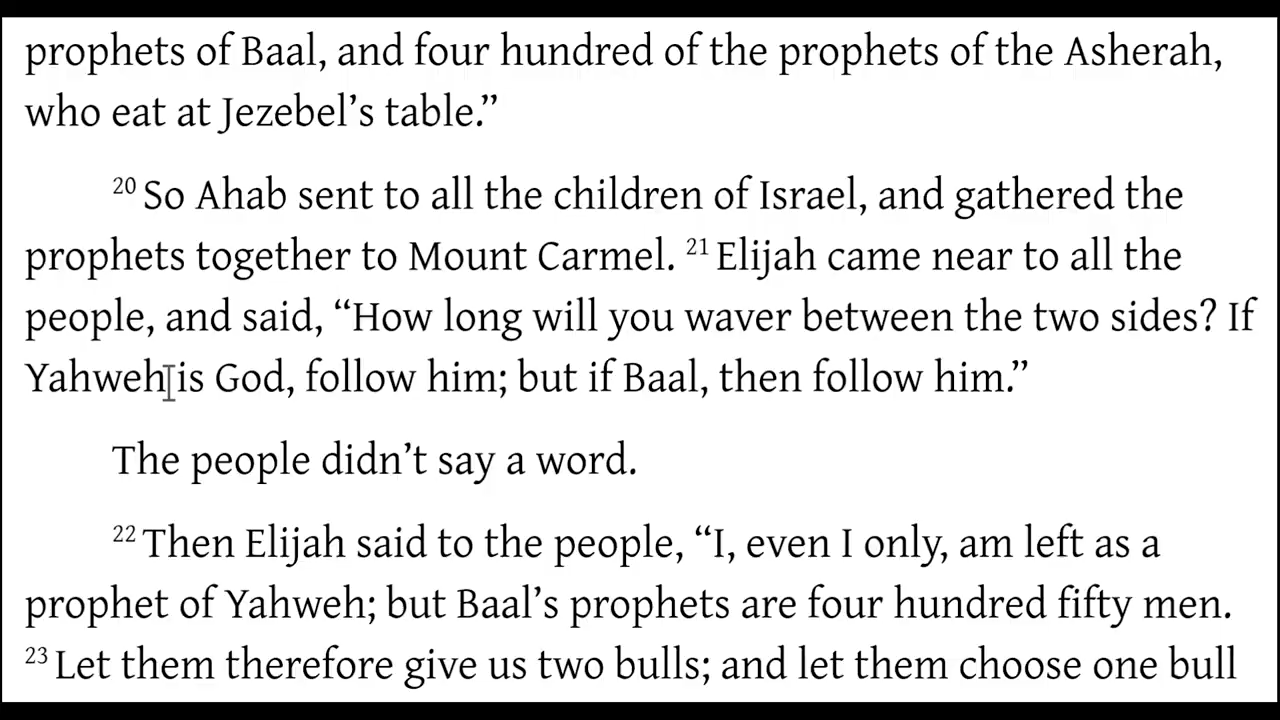 prophets of Baal, and four hundred of the prophets of the Asherah,
who eat at Jezebel’s table.”
20 So Ahab sent to all the children of Israel, and gathered the
prophets together to Mount Carmel. 21 Elijah came near to all the
people, and said, “How long will you waver between the two sides? If
Yahweh is God, follow him; but if Baal, then follow him.”
The people didn’t say a word.
22 Then Elijah said to the people, “I, even I only, am left as a
prophet of Yahweh; but Baal’s prophets are four hundred fifty men.
23 Let them therefore give us two bulls; and let them choose one bull